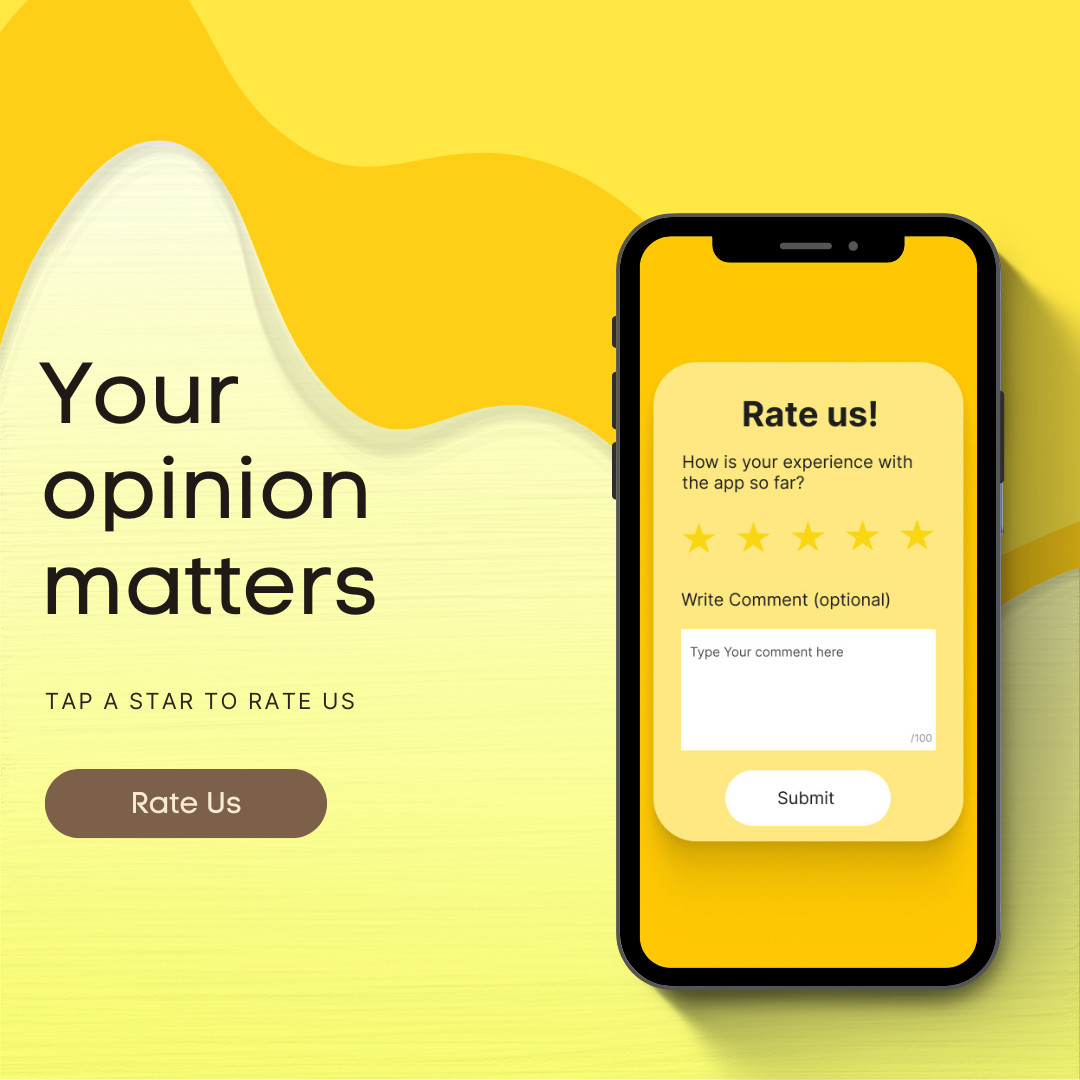 Your
opinion
matters
TAP A STAR TO RATE US
Rate Us
Rate us!
How is your experience with
the app so far?
Write Comment (optional)
Type Your comment here
/100
Submit